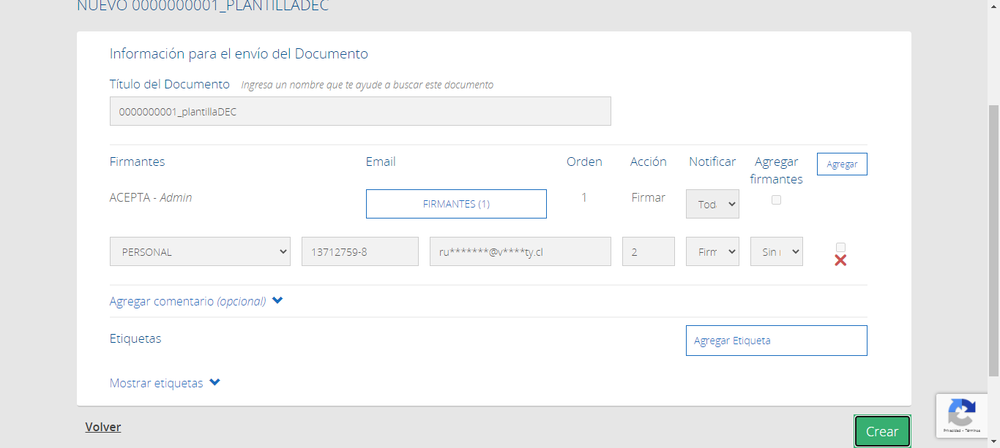 NUEVO 0000000001_PLANTILLADEC
Información para el envío del Documento
Título del Documento Ingresa un nombre que te ayude a buscar este documento
0000000001_plantillaDEC
Firmantes Email Orden Acción Notificar Agregar firmantes Agregar
ACEPTA - Admin FIRMANTES (1) 1 Firmar Tod
PERSONAL 13712759-8 ru*******@v****ty.cl 2 Firm Sin
Agregar comentario (opcional)
Etiquetas Agregar Etiqueta
Mostrar etiquetas
Volver Crear
Privacidad - Términos